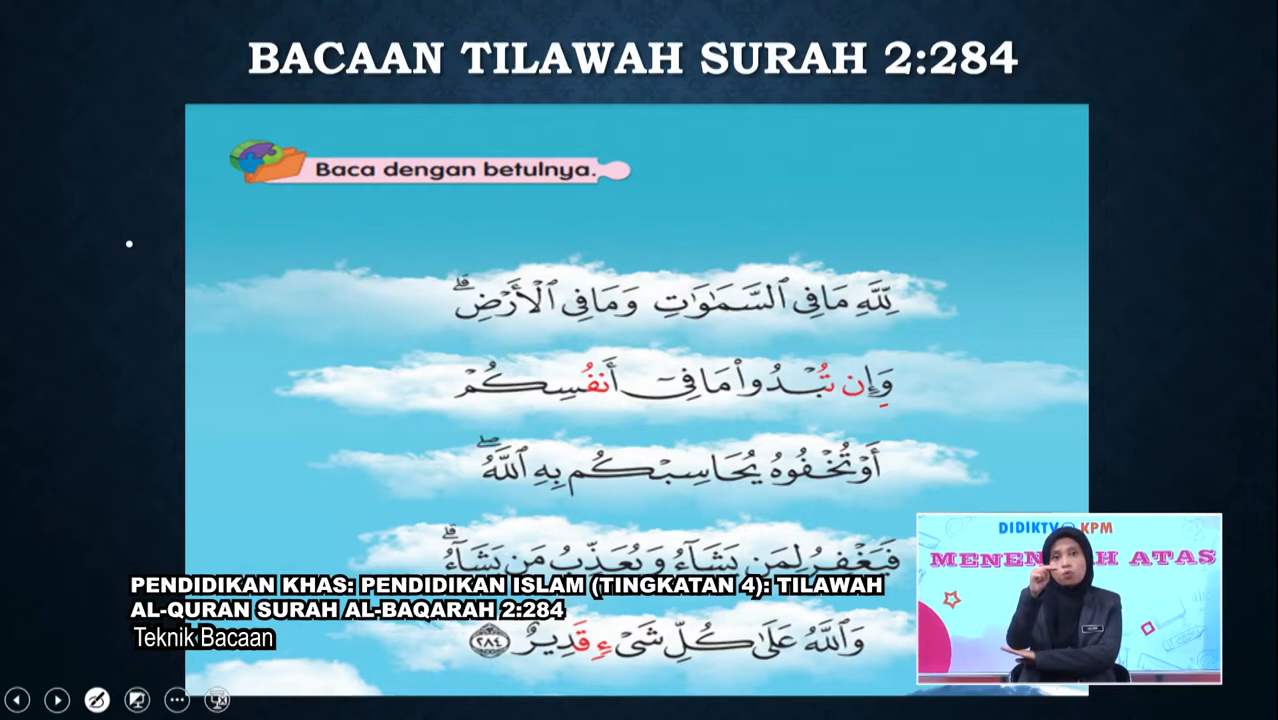 BACAAN TILAWAH SURAH 2:284
Baca dengan betulnya.
لِّلَّهِ مَا فِى ٱلسَّمَـٰوَٰتِ وَمَا فِى ٱلْأَرْضِ ۗ
وَإِن تُبْدُوا۟ مَا فِىٓ أَنفُسِكُمْ
أَوْ تُخْفُوهُ يُحَاسِبْكُم بِهِ ٱللَّهُ ۖ
فَيَغْفِرُ لِمَن يَشَآءُ وَيُعَذِّبُ مَن يَشَآءُ ۗ
وَٱللَّهُ عَلَىٰ كُلِّ شَىْءٍ قَدِيرٌ ٢٨٤
PENDIDIKAN KHAS: PENDIDIKAN ISLAM (TINGKATAN 4): TILAWAH
AL-QURAN SURAH AL-BAQARAH 2:284
Teknik Bacaan
DIDIKTV@KPM